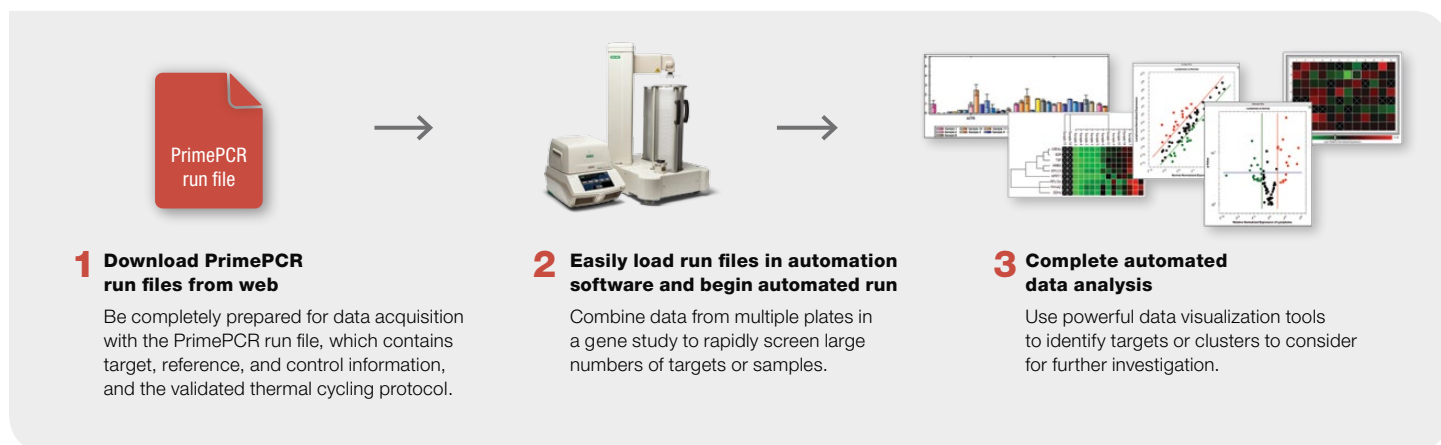 PrimePCR
run file
1 Download PrimePCR
run files from web
Be completely prepared for data acquisition
with the PrimePCR run file, which contains
target, reference, and control information,
and the validated thermal cycling protocol.
2 Easily load run files in automation
software and begin automated run
Combine data from multiple plates in
a gene study to rapidly screen large
numbers of targets or samples.
3 Complete automated
data analysis
Use powerful data visualization tools
to identify targets or clusters to consider
for further investigation.